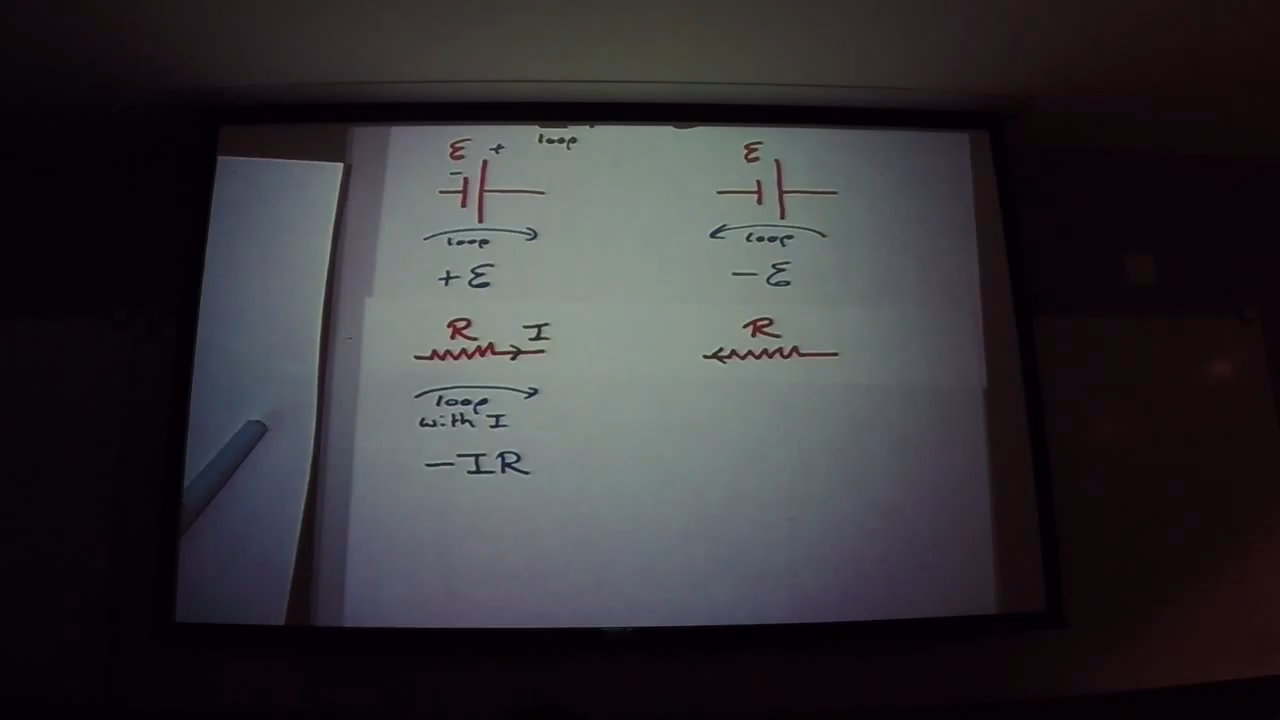 loop
ℰ + ℰ
-
loop loop
+ℰ -ℰ
R I R
loop
with I
-IR